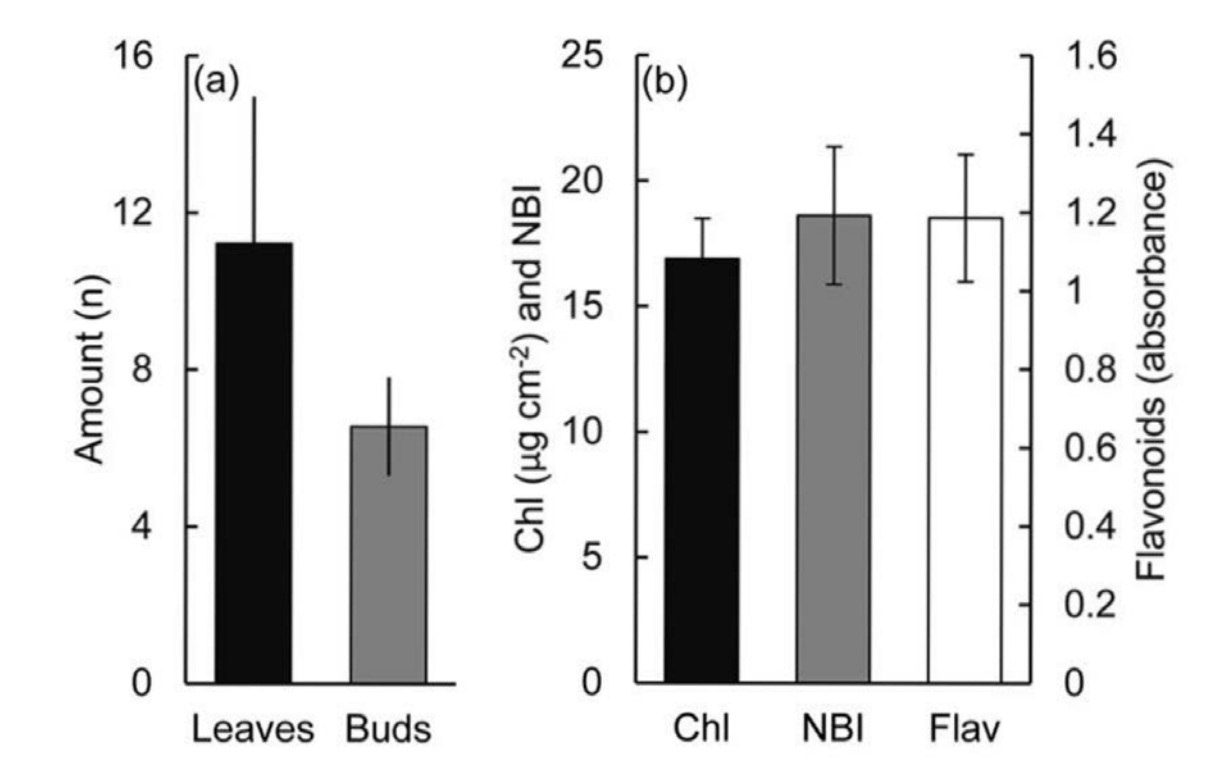 (a)
Amount (n)
16
12
8
4
0
Leaves Buds
(b)
Chl (µg cm-2) and NBI
25
20
15
10
5
0
Chl NBI Flav
1.6
1.4
1.2
1
0.8
0.6
0.4
0.2
0
Flavonoids (absorbance)